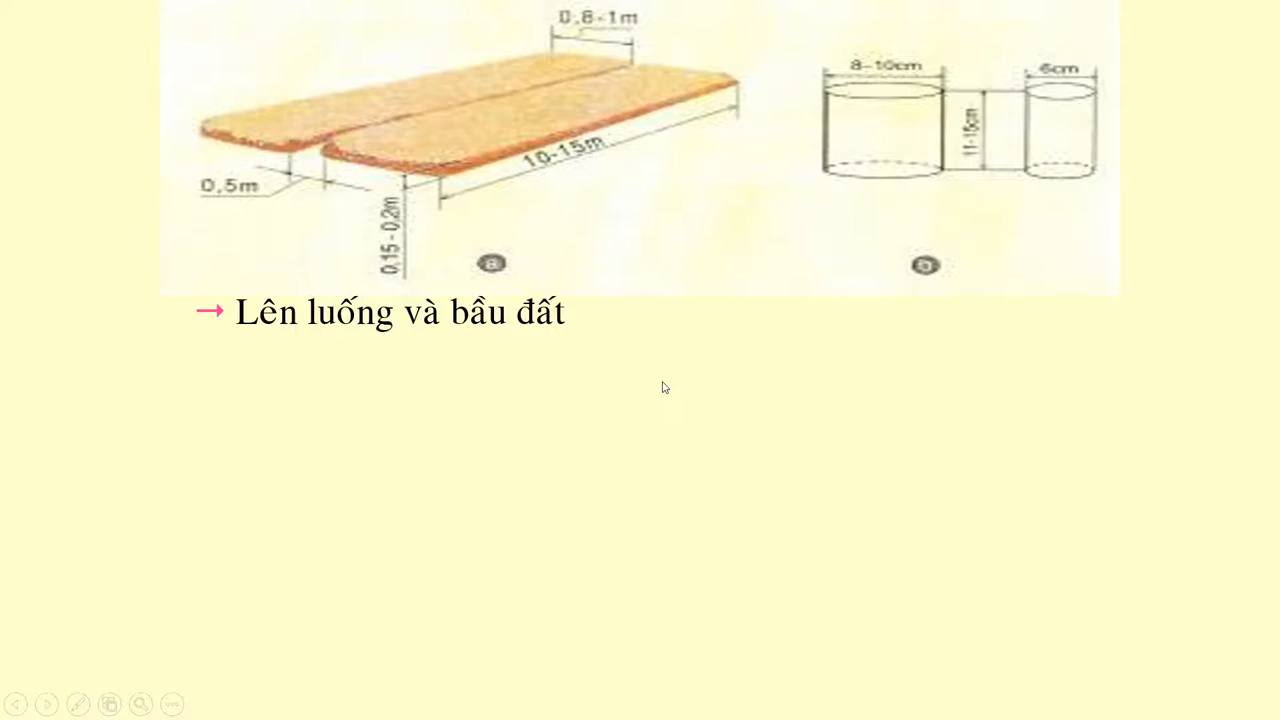 0,8-1m
8-10cm
6cm
11-15cm
10-15m
0,5m
0,15 - 0,2m
a
b
→ Lên luống và bầu đất